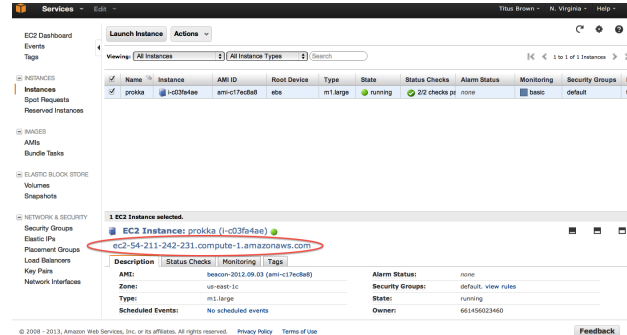 Services Edit Titus Brown N. Virginia Help
EC2 Dashboard
Events
Tags
INSTANCES
Instances
Spot Requests
Reserved Instances
IMAGES
AMIs
Bundle Tasks
ELASTIC BLOCK STORE
Volumes
Snapshots
NETWORK & SECURITY
Security Groups
Elastic IPs
Placement Groups
Load Balancers
Key Pairs
Network Interfaces
Launch Instance Actions
Viewing: All Instances All Instance Types Search 1 to 1 of 1 Instances
Name Instance AMI ID Root Device Type State Status Checks Alarm Status Monitoring Security Groups
prokka i-c03fa4ae ami-c17ec8a8 ebs m1.large running 2/2 checks pa none basic default
1 EC2 Instance selected.
EC2 Instance: prokka (i-c03fa4ae)
ec2-54-211-242-231.compute-1.amazonaws.com
Description Status Checks Monitoring Tags
AMI: beacon-2012.09.03 (ami-c17ec8a8) Alarm Status: none
Zone: us-east-1c Security Groups: default. view rules
Type: m1.large State: running
Scheduled Events: No scheduled events Owner: 661456023460
© 2008 - 2013, Amazon Web Services, Inc. or its affiliates. All rights reserved. Privacy Policy Terms of Use Feedback